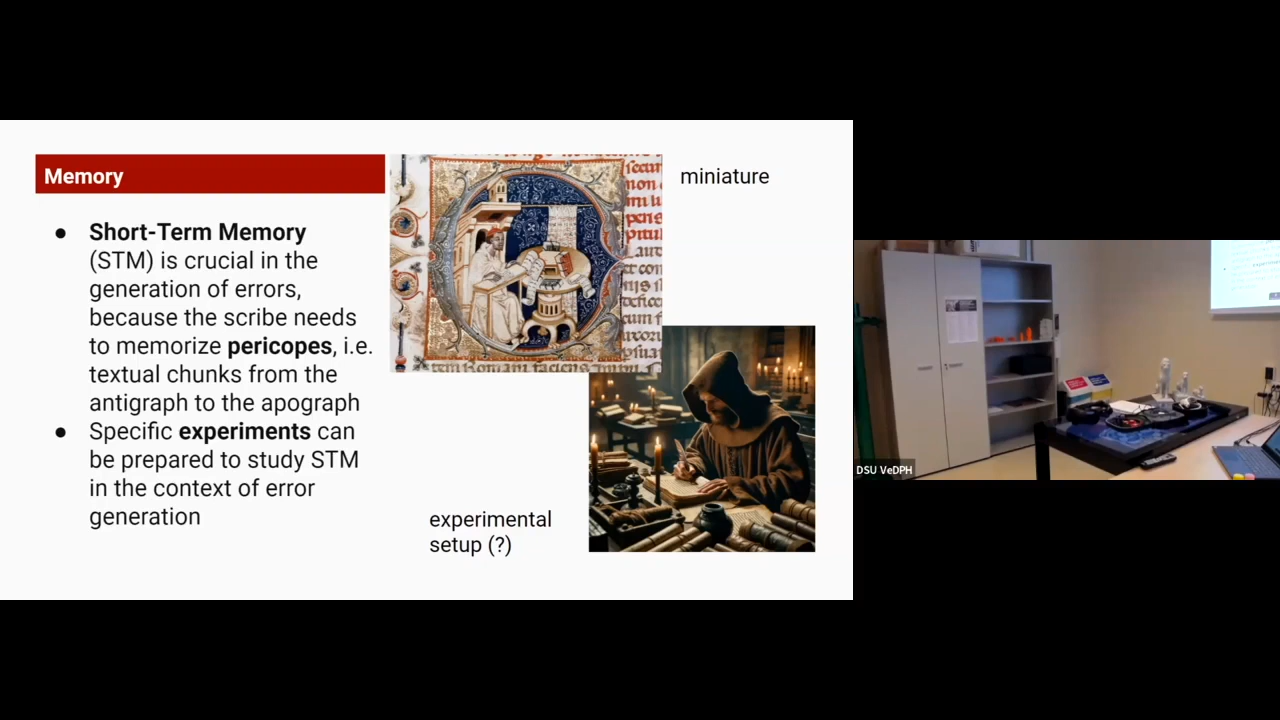 Memory
● Short-Term Memory
(STM) is crucial in the
generation of errors,
because the scribe needs
to memorize pericopes, i.e.
textual chunks from the
antigraph to the apograph
● Specific experiments can
be prepared to study STM
in the context of error
generation
miniature
experimental
setup (?)
DSU VeDPH